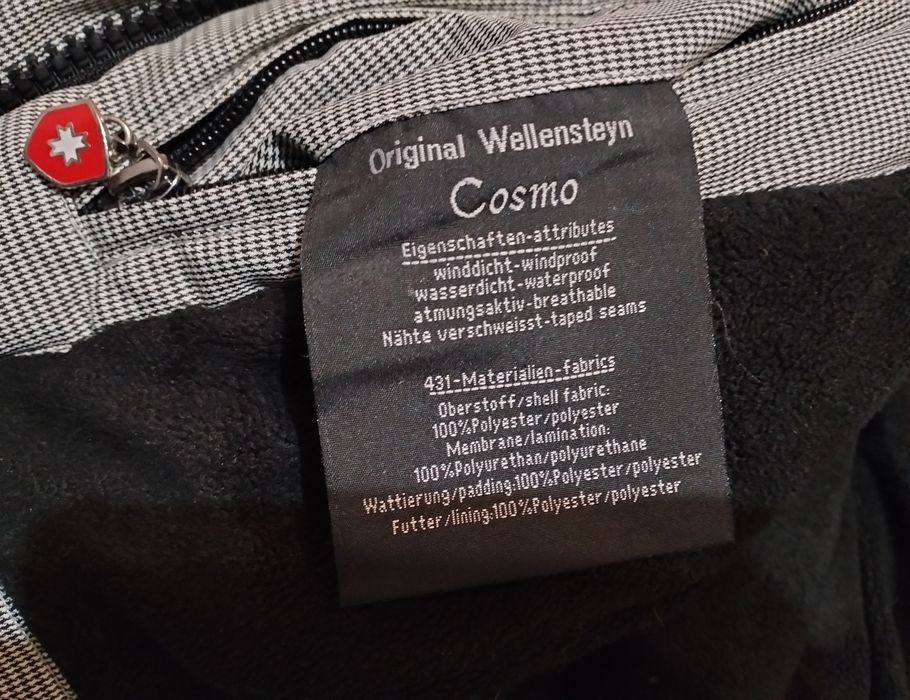 Original Wellensteyn
Cosmo
Eigenschaften-attributes
winddicht-windproof
wasserdicht-waterproof
atmungsaktiv-breathable
Nähte verschweisst-taped seams
431-Materialien-fabrics
Oberstoff/shell fabric:
100%Polyester/polyester
Membrane/lamination:
100%Polyurethan/polyurethane
Wattierung/padding:100%Polyester/polyester
Futter/lining:100%Polyester/polyester